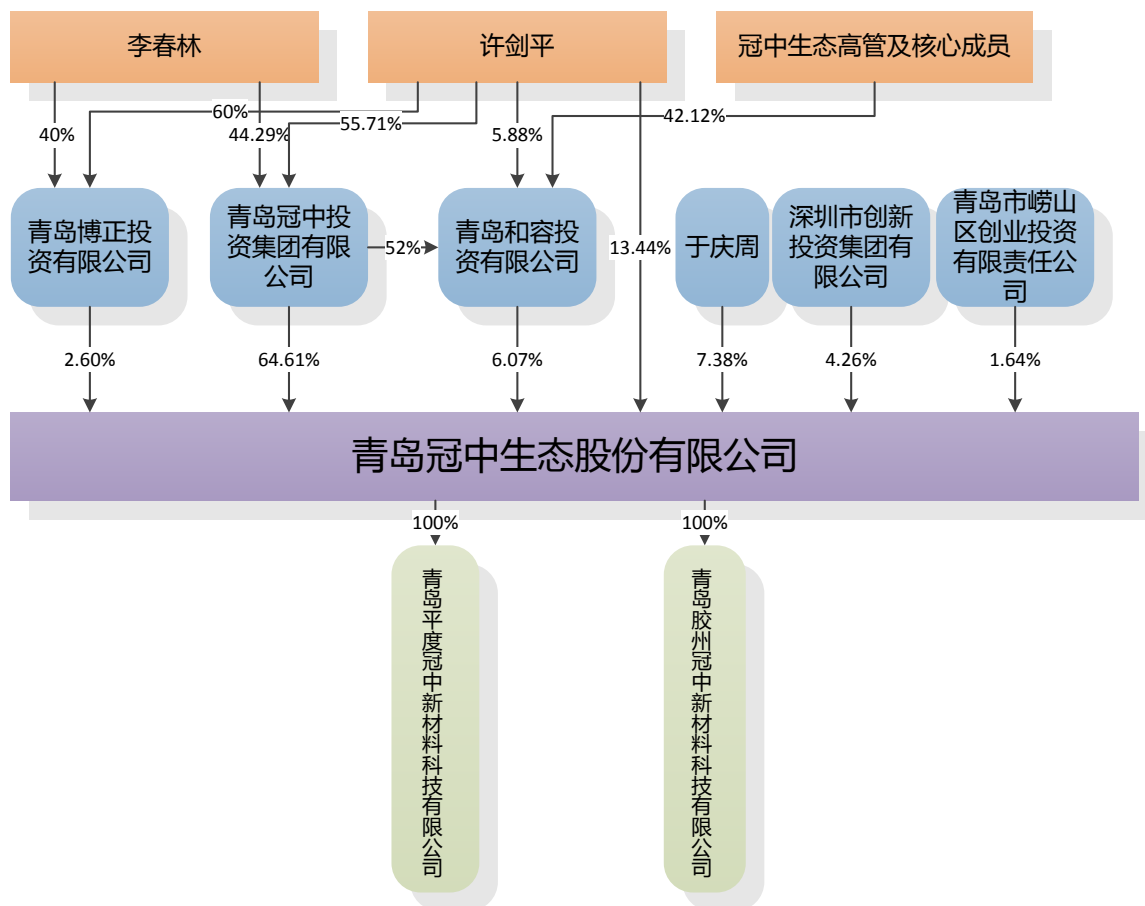 李春林
许剑平
冠中生态高管及核心成员
60%
55.71%
42.12%
40%
44.29%
5.88%
青岛博正投
资有限公司
青岛冠中投
资集团有限
公司
52%
青岛和容投
资有限公司
13.44%
于庆周
深圳市创新
投资集团有
限公司
青岛市崂山
区创业投资
有限责任公
司
2.60%
64.61%
6.07%
7.38%
4.26%
1.64%
青岛冠中生态股份有限公司
100%
100%
青岛平度冠中新材料科技有限公司
青岛胶州冠中新材料科技有限公司